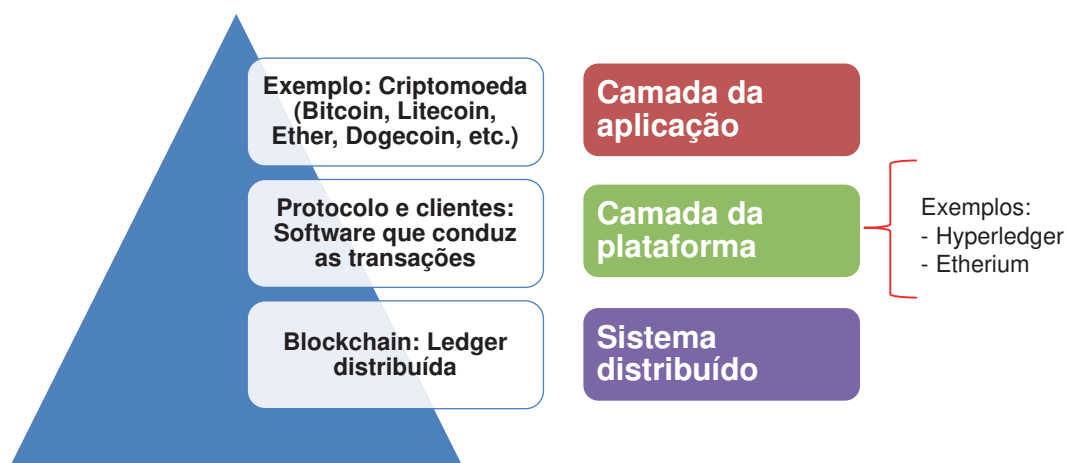 Exemplo: Criptomoeda
(Bitcoin, Litecoin,
Ether, Dogecoin, etc.)
Camada da
aplicação
Protocolo e clientes:
Software que conduz
as transações
Camada da
plataforma
Exemplos:
- Hyperledger
- Etherium
Blockchain: Ledger
distribuída
Sistema
distribuído